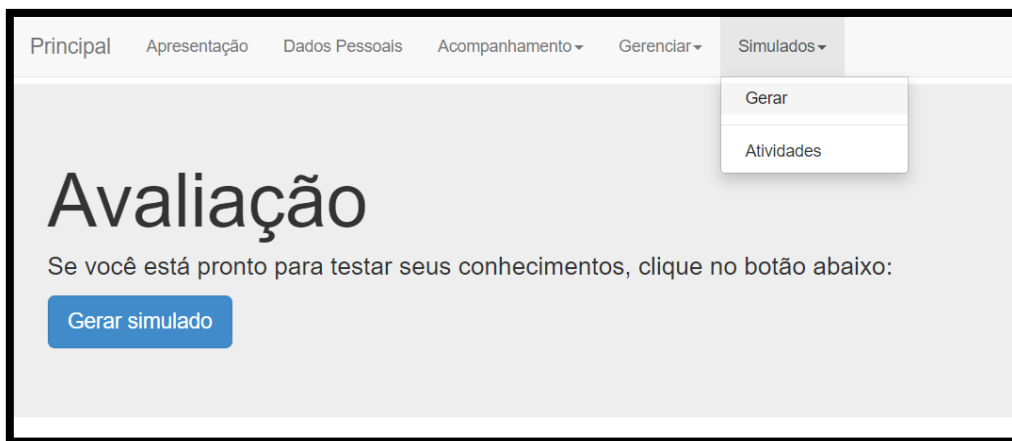 Principal Apresentação Dados Pessoais Acompanhamento Gerenciar Simulados
Gerar
Atividades
Avaliação
Se você está pronto para testar seus conhecimentos, clique no botão abaixo:
Gerar simulado